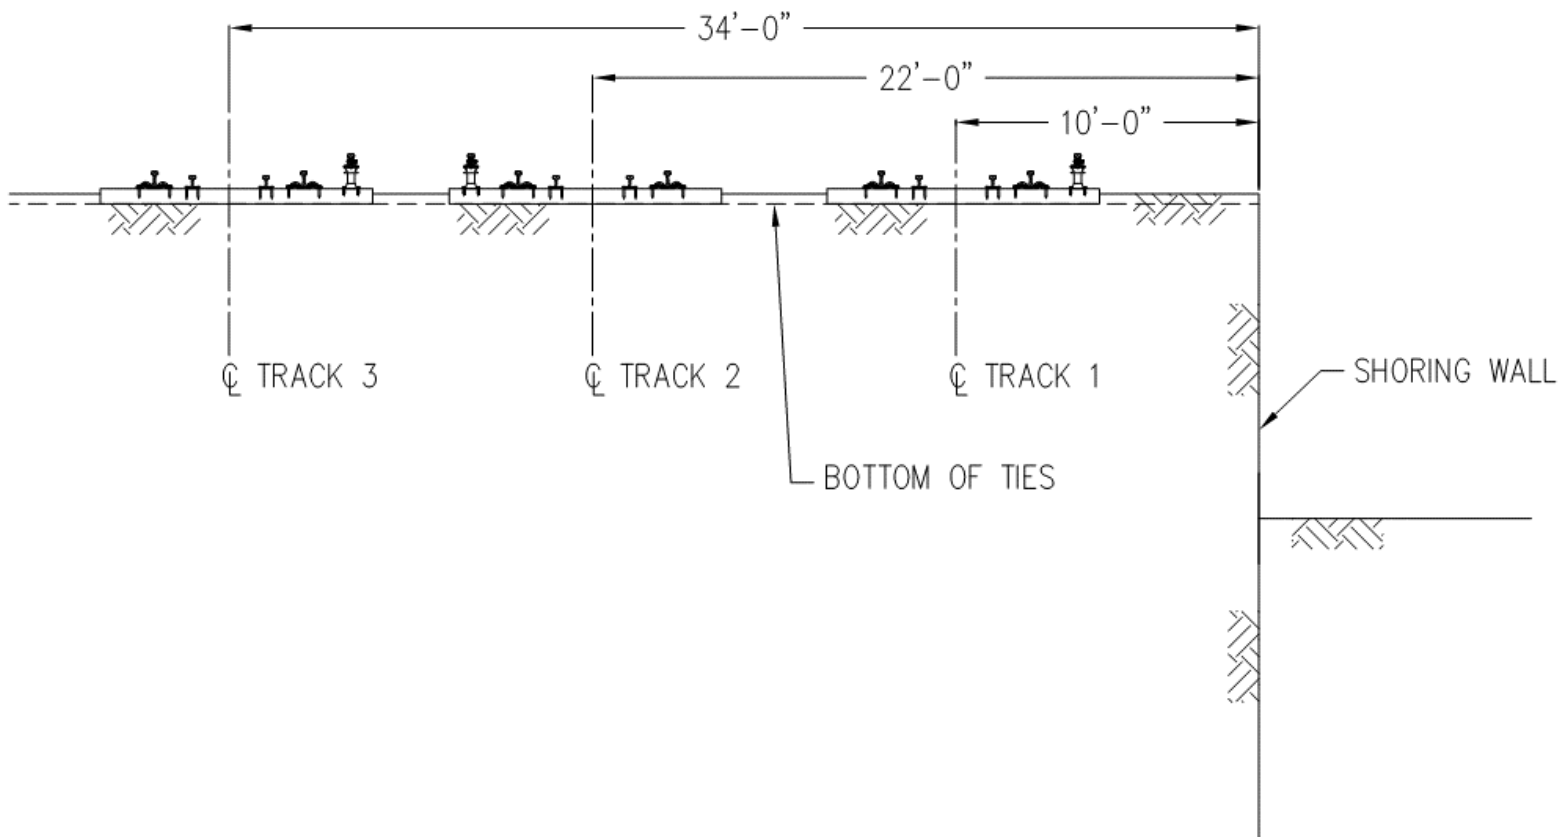 34'-0"
22'-0"
10'-0"
℄ TRACK 3
℄ TRACK 2
℄ TRACK 1
SHORING WALL
BOTTOM OF TIES